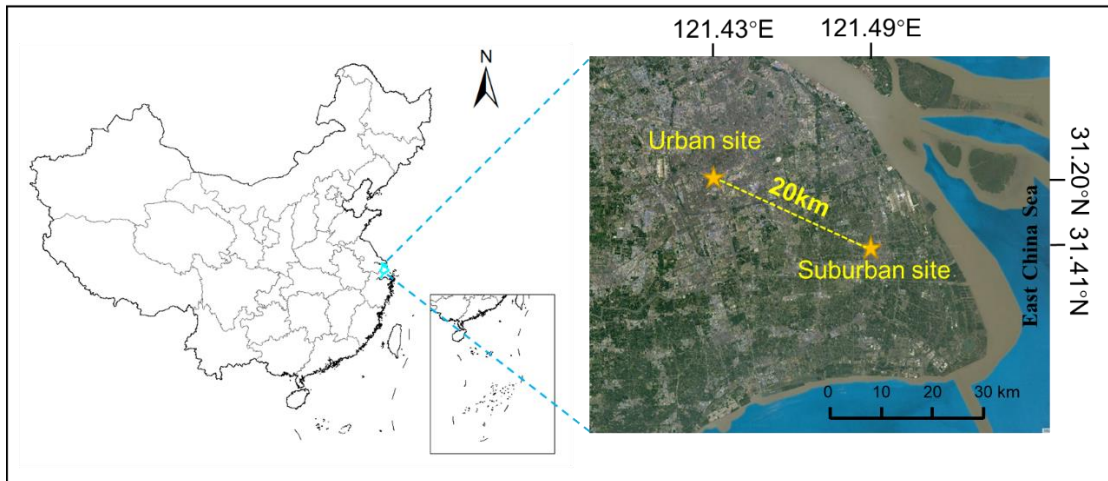 121.43°E
121.49°E
N
Urban site
20km
Suburban site
31.20°N
31.41°N
East China Sea
0 10 20 30 km